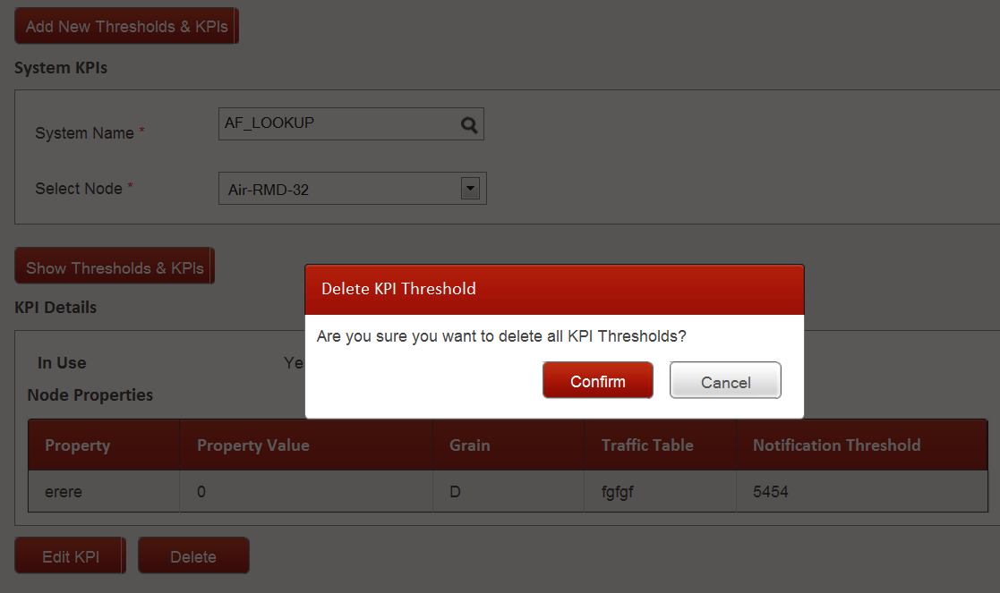 Add New Thresholds & KPIs
System KPIs
System Name *
AF_LOOKUP
Select Node *
Air-RMD-32
Show Thresholds & KPIs
KPI Details
Delete KPI Threshold
Are you sure you want to delete all KPI Thresholds?
Confirm Cancel
In Use Ye
Node Properties
Property Property Value Grain Traffic Table Notification Threshold
erere 0 D fgfgf 5454
Edit KPI Delete